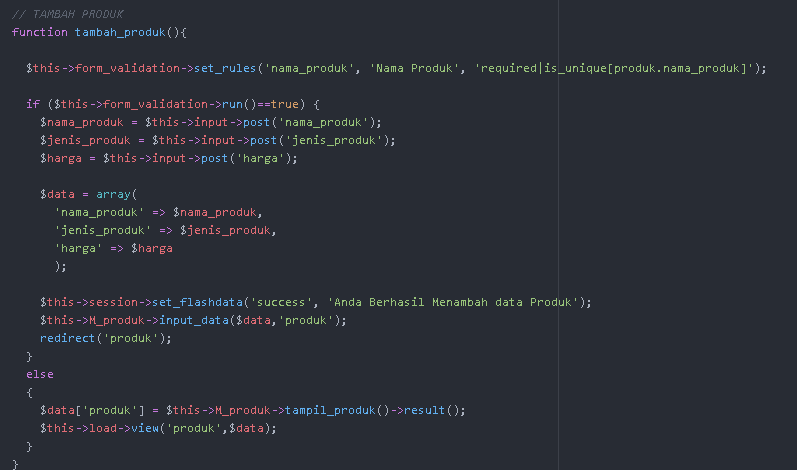 // TAMBAH PRODUK
function tambah_produk(){
$this->form_validation->set_rules('nama_produk', 'Nama Produk', 'required|is_unique[produk.nama_produk]');
if ($this->form_validation->run()==true) {
$nama_produk = $this->input->post('nama_produk');
$jenis_produk = $this->input->post('jenis_produk');
$harga = $this->input->post('harga');
$data = array(
'nama_produk' => $nama_produk,
'jenis_produk' => $jenis_produk,
'harga' => $harga
);
$this->session->set_flashdata('success', 'Anda Berhasil Menambah data Produk');
$this->M_produk->input_data($data,'produk');
redirect('produk');
}
else
{
$data['produk'] = $this->M_produk->tampil_produk()->result();
$this->load->view('produk',$data);
}
}